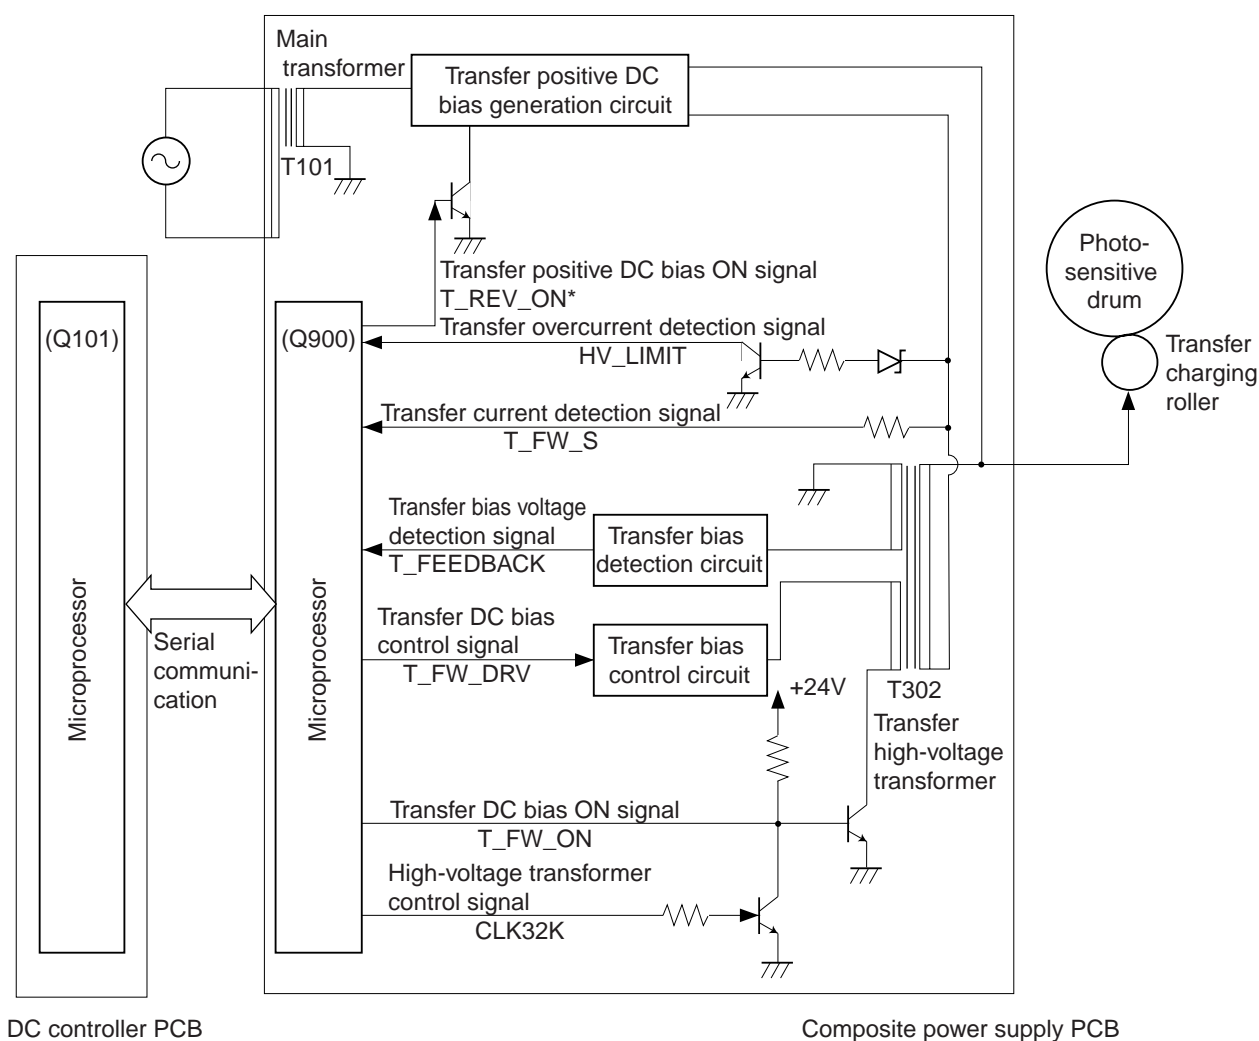 Main
transformer
Transfer positive DC
bias generation circuit
T101
Transfer positive DC bias ON signal
T_REV_ON*
Transfer overcurrent detection signal
HV_LIMIT
Transfer current detection signal
T_FW_S
Photo-
sensitive
drum
Transfer
charging
roller
(Q101)
(Q900)
Microprocessor
Microprocessor
Serial
communi-
cation
Transfer bias voltage
detection signal
T_FEEDBACK
Transfer bias
detection circuit
Transfer DC bias
control signal
T_FW_DRV
Transfer bias
control circuit
+24V
T302
Transfer
high-voltage
transformer
Transfer DC bias ON signal
T_FW_ON
High-voltage transformer
control signal
CLK32K
DC controller PCB
Composite power supply PCB